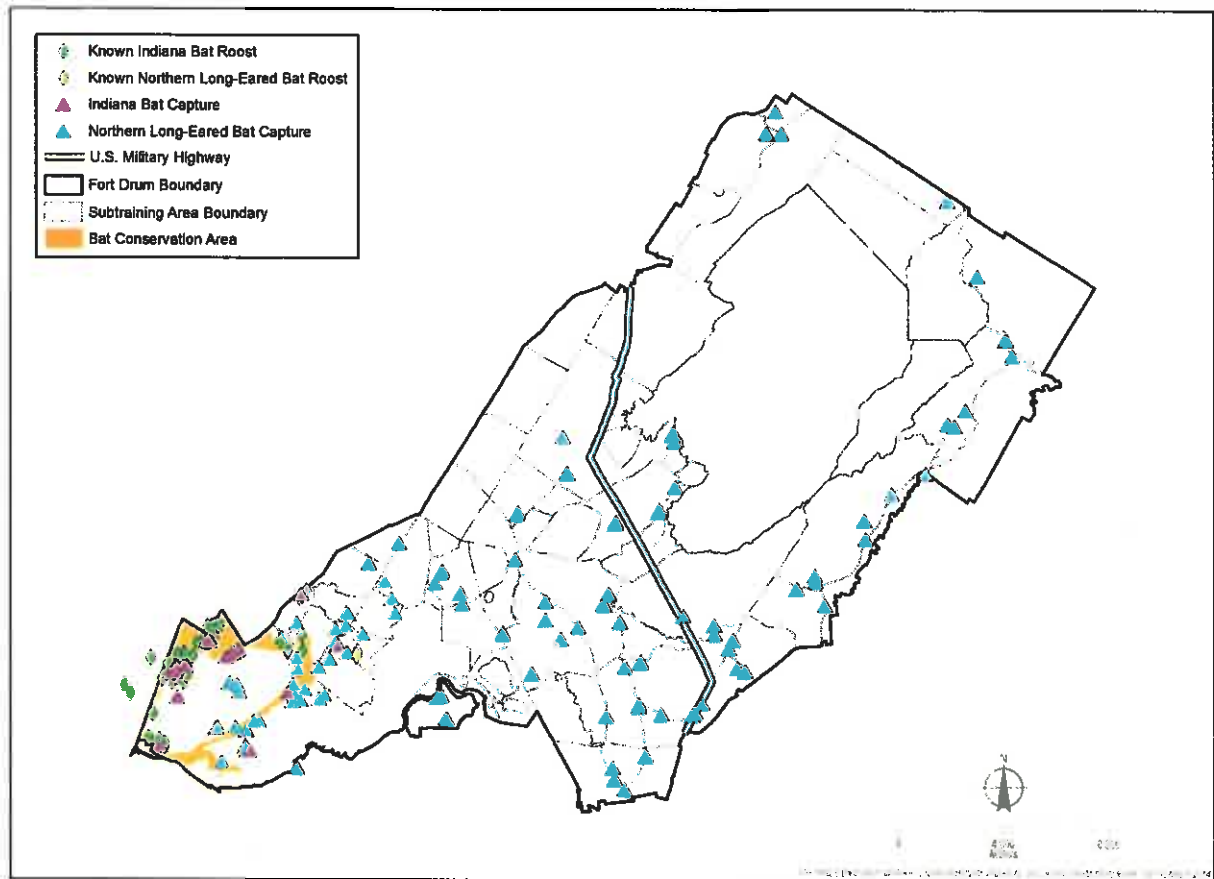 Known Indiana Bat Roost
Known Northern Long-Eared Bat Roost
Indiana Bat Capture
Northern Long-Eared Bat Capture
U.S. Military Highway
Fort Drum Boundary
Subtraining Area Boundary
Bat Conservation Area
N